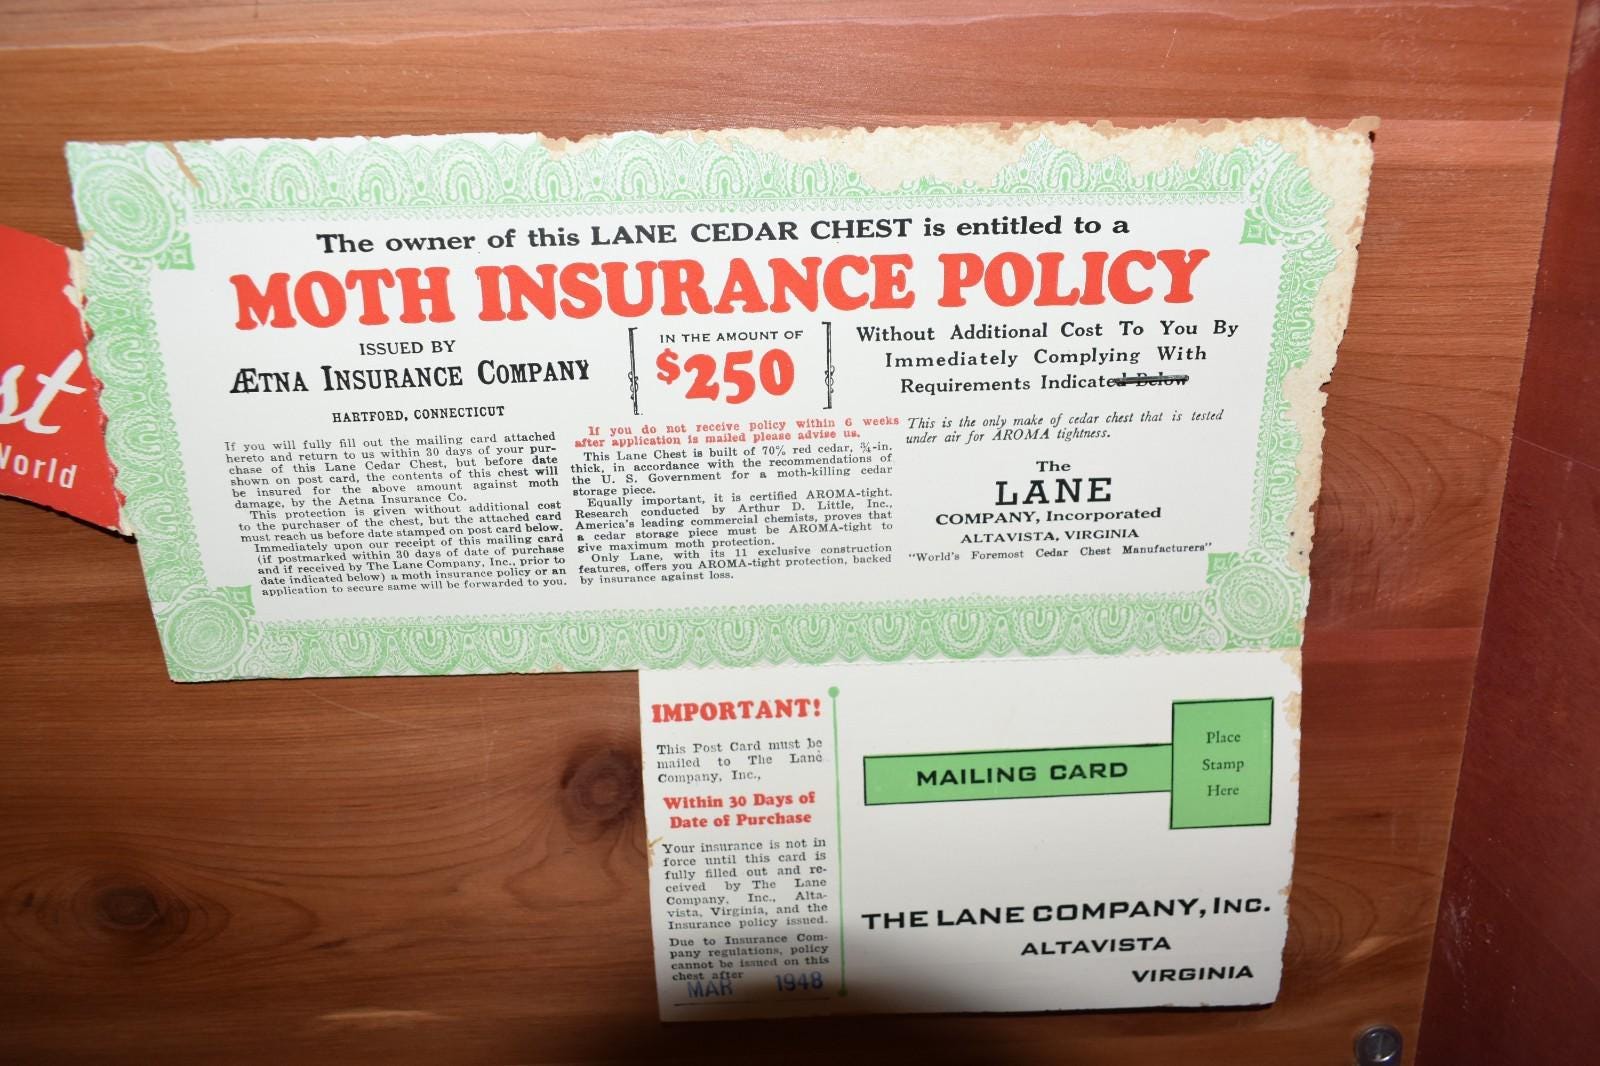 The owner of this LANE CEDAR CHEST is entitled to a
MOTH INSURANCE POLICY
ISSUED BY
ÆTNA INSURANCE COMPANY
HARTFORD, CONNECTICUT
IN THE AMOUNT OF
$250
Without Additional Cost To You By
Immediately Complying With
Requirements Indicated Below
If you will fully fill out the mailing card attached
hereto and return to us within 30 days of your pur-
chase of this Lane Cedar Chest, but before date
shown on post card, the contents of this chest will
be insured for the above amount against moth
damage, by the Aetna Insurance Co.
This protection is given without additional cost
to the purchaser of the chest, but the attached card
must reach us before date stamped on post card below.
Immediately upon our receipt of this mailing card
(if postmarked within 30 days of date of purchase
and if received by The Lane Company, Inc., prior to
date indicated below) a moth insurance policy or an
application to secure same will be forwarded to you.
If you do not receive policy within 6 weeks
after application is mailed please advise us.
This Lane Chest is built of 70% red cedar, ¾-in.
thick, in accordance with the recommendations of
the U. S. Government for a moth-killing cedar
storage piece.
Equally important, it is certified AROMA-tight.
Research conducted by Arthur D. Little, Inc.,
America's leading commercial chemists, proves that
a cedar storage piece must be AROMA-tight to
give maximum moth protection.
Only Lane, with its 11 exclusive construction
features, offers you AROMA-tight protection, backed
by insurance against loss.
This is the only make of cedar chest that is tested
under air for AROMA tightness.
The
LANE
COMPANY, Incorporated
ALTAVISTA, VIRGINIA
"World's Foremost Cedar Chest Manufacturers"
st
World
IMPORTANT!
This Post Card must be
mailed to The Lane
Company, Inc.,
Within 30 Days of
Date of Purchase
Your insurance is not in
force until this card is
fully filled out and re-
ceived by The Lane
Company, Inc., Alta-
vista, Virginia, and the
Insurance policy issued.
Due to Insurance Com-
pany regulations, policy
cannot be issued on this
chest after
MAR 1948
MAILING CARD
Place
Stamp
Here
THE LANE COMPANY, INC.
ALTAVISTA
VIRGINIA